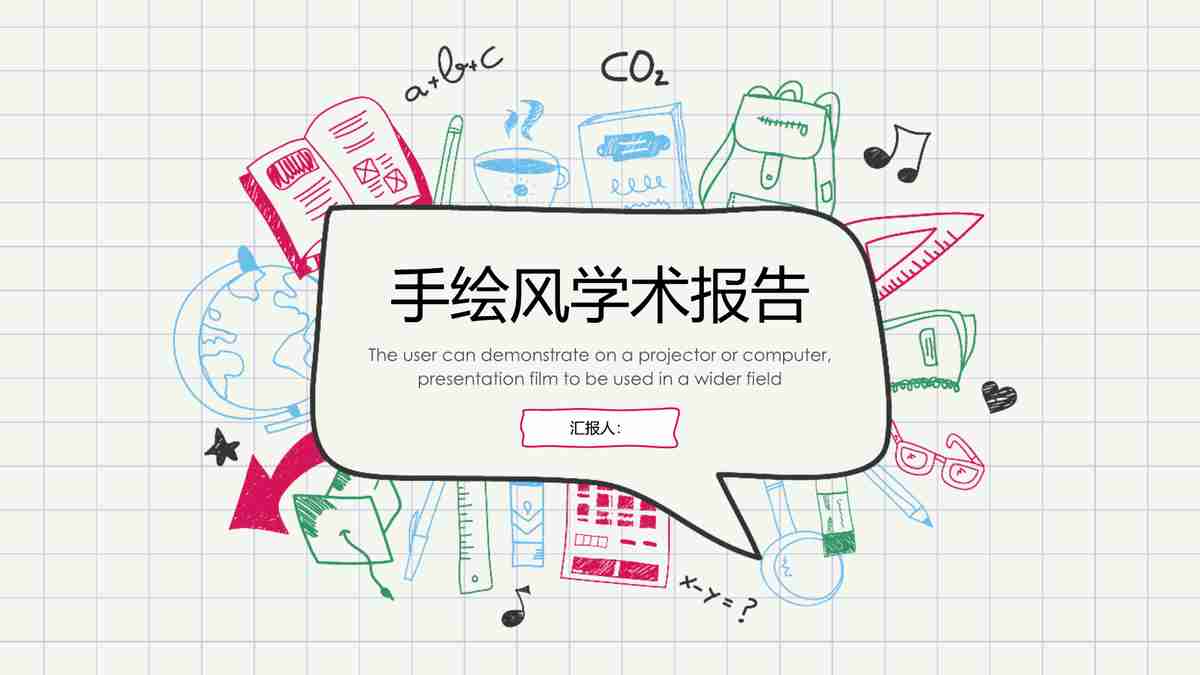 a+b+c
CO₂
手绘风学术报告
The user can demonstrate on a projector or computer,
presentation film to be used in a wider field
汇报人：
x-y=?